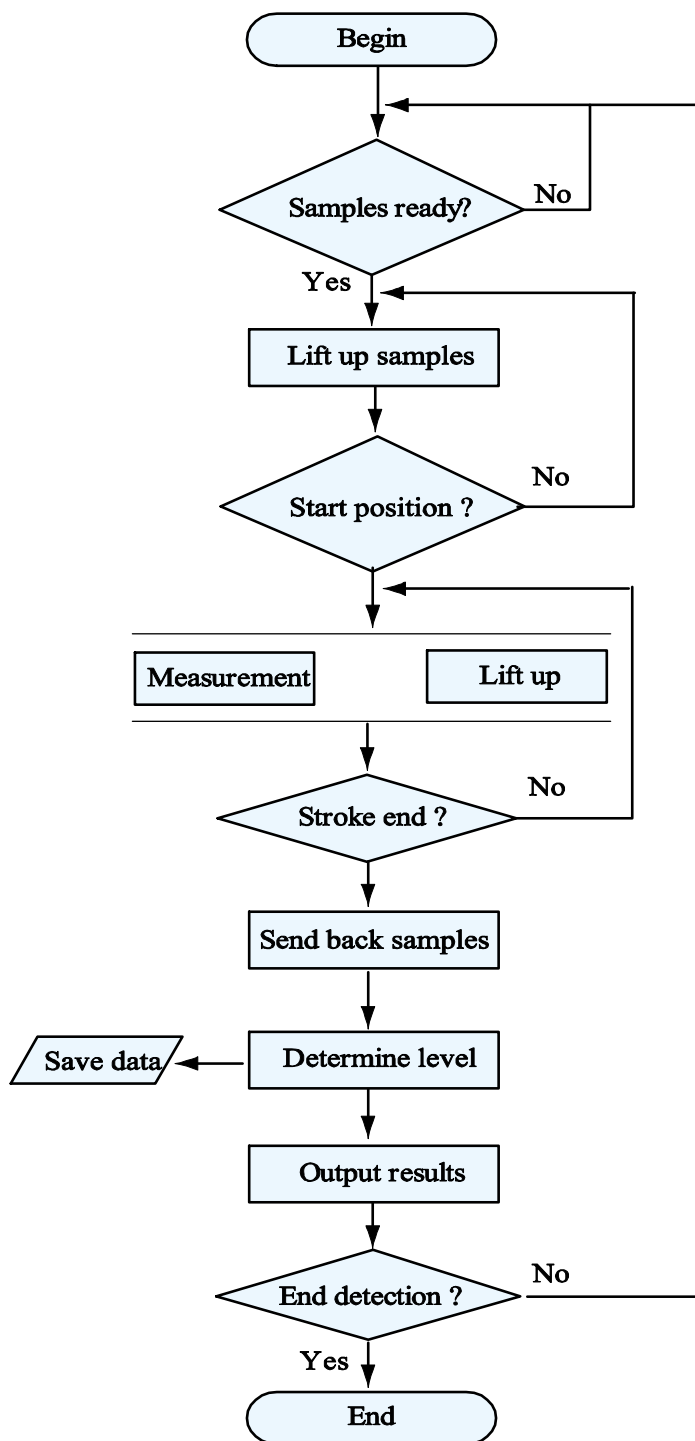 Begin
Samples ready?
No
Yes
Lift up samples
Start position ?
No
Measurement
Lift up
Stroke end ?
No
Send back samples
Save data
Determine level
Output results
End detection ?
No
Yes
End